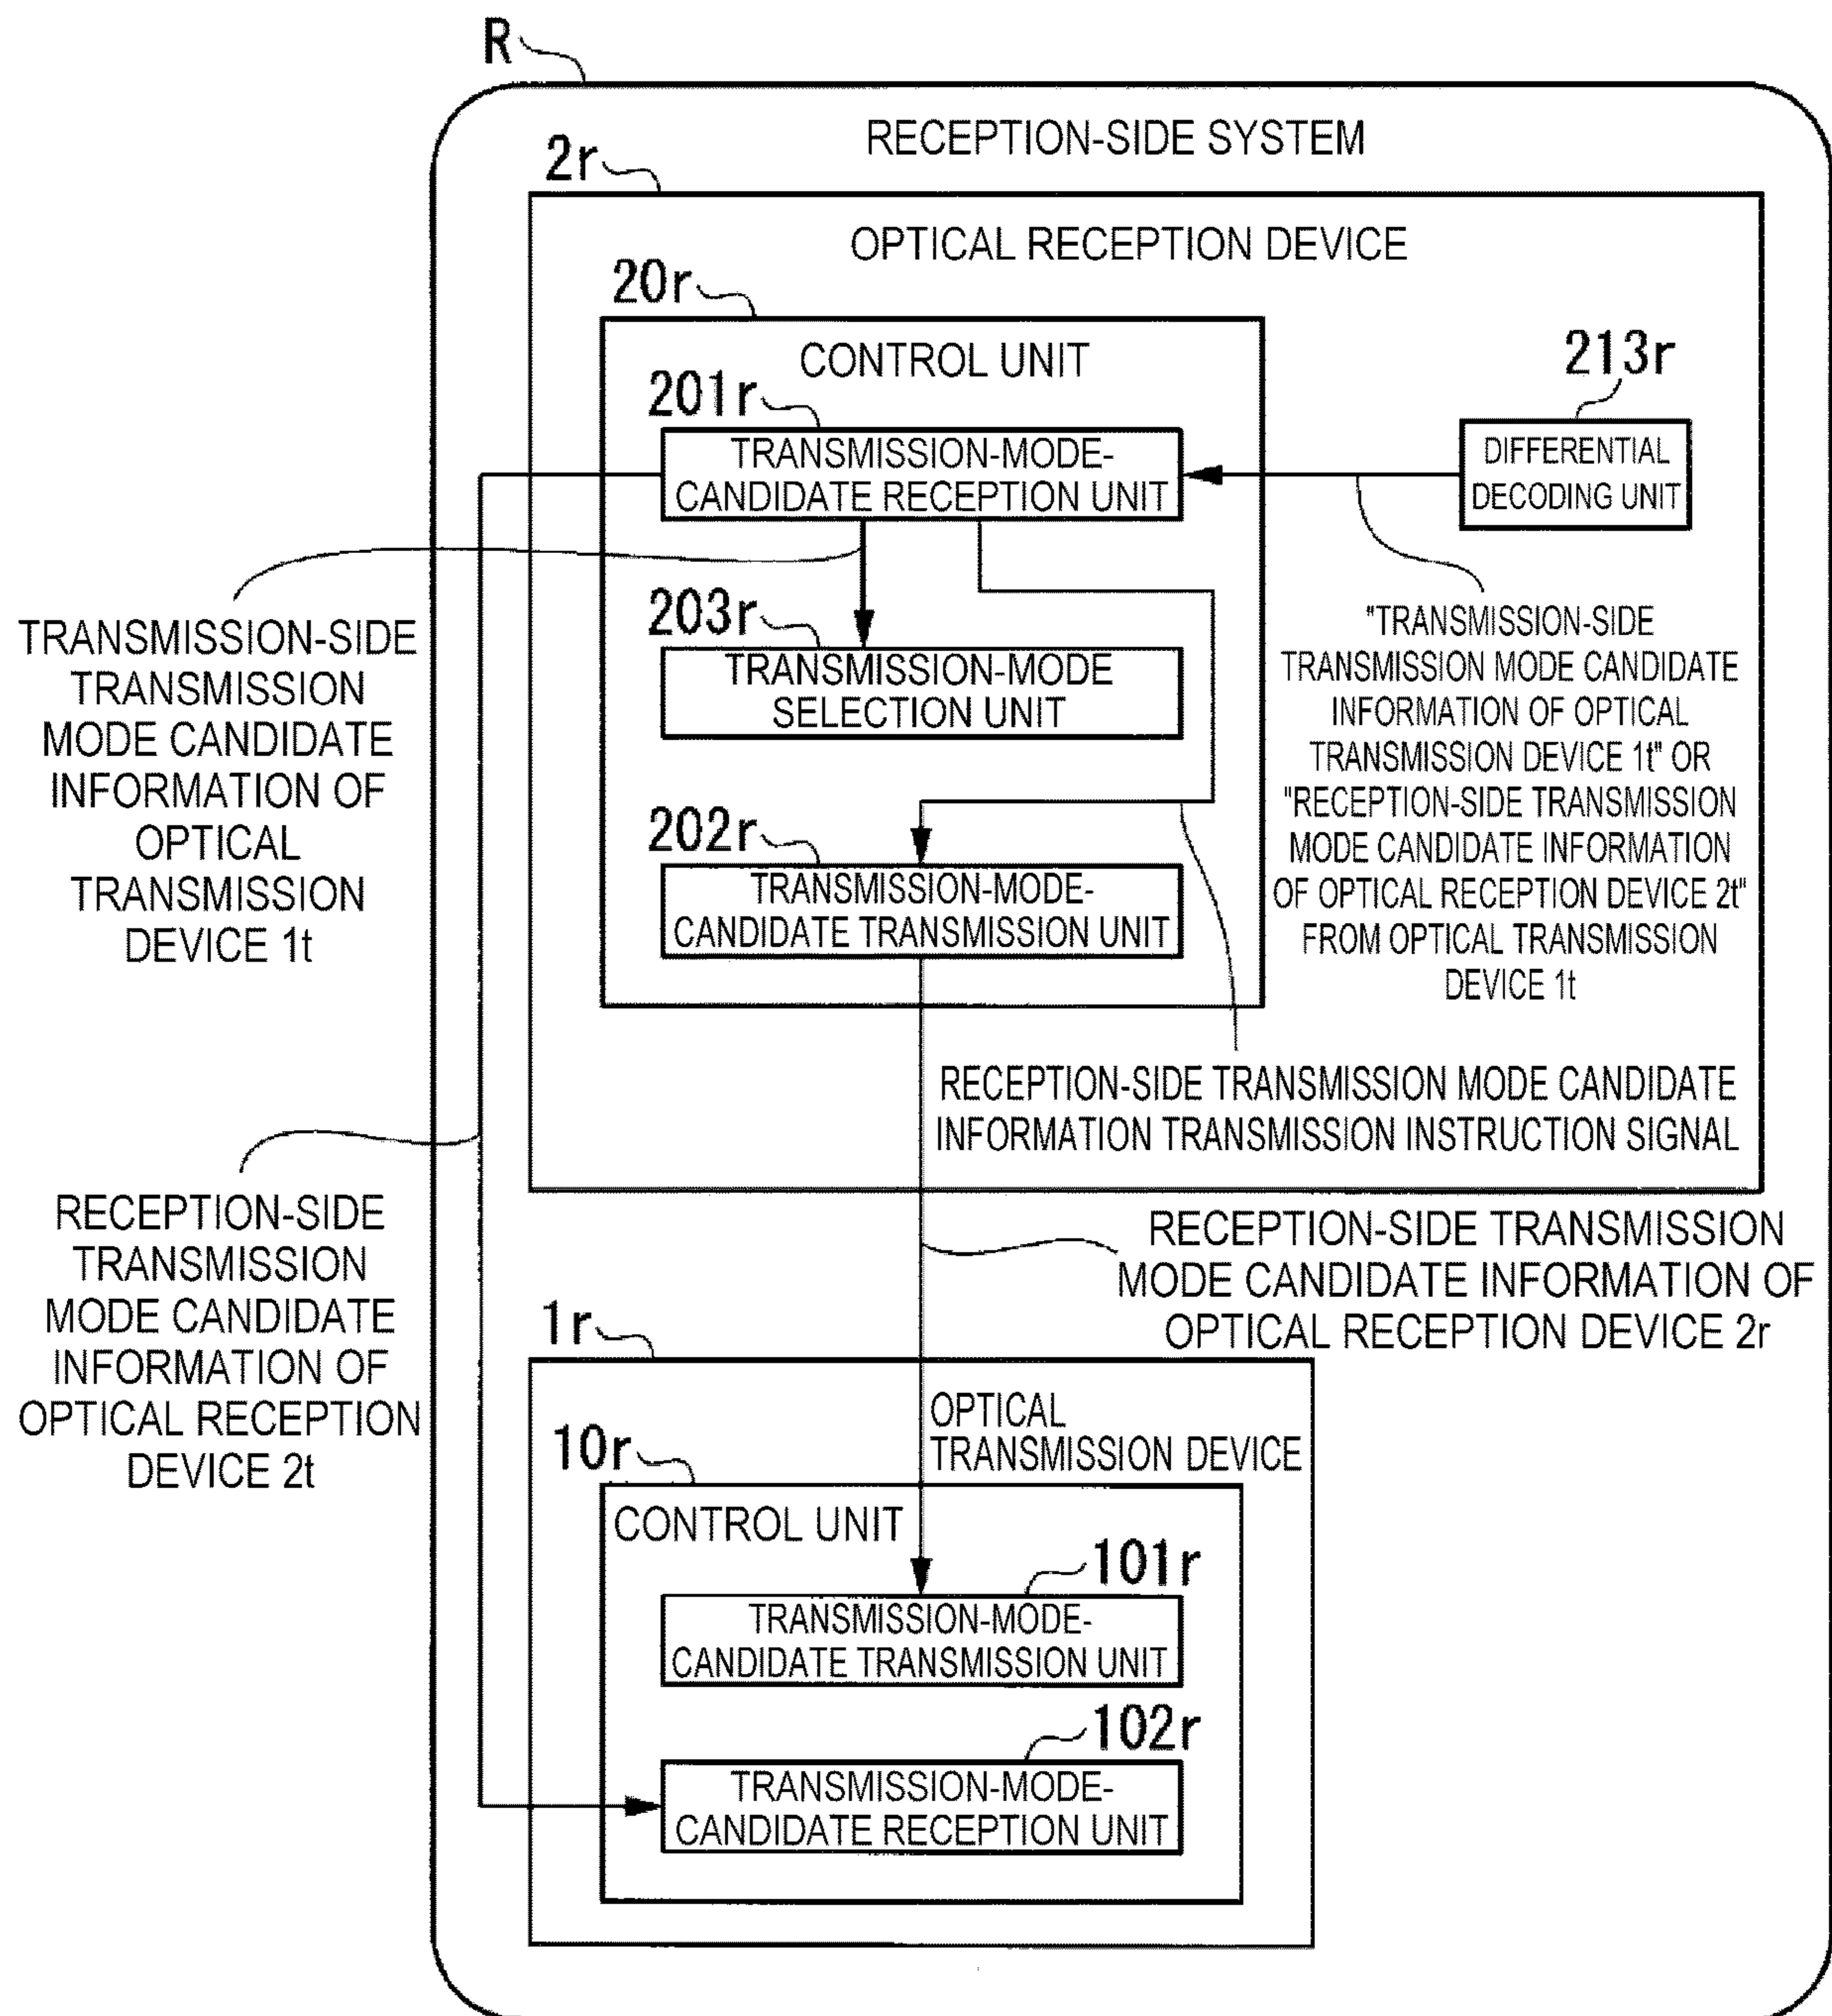 R
RECEPTION-SIDE SYSTEM
2r
OPTICAL RECEPTION DEVICE
20r
CONTROL UNIT
213r
201r
TRANSMISSION-MODE-
CANDIDATE RECEPTION UNIT
DIFFERENTIAL
DECODING UNIT
TRANSMISSION-SIDE
TRANSMISSION
MODE CANDIDATE
INFORMATION OF
OPTICAL
TRANSMISSION
DEVICE 1t
203r
TRANSMISSION-MODE
SELECTION UNIT
"TRANSMISSION-SIDE
TRANSMISSION MODE CANDIDATE
INFORMATION OF OPTICAL
TRANSMISSION DEVICE 1t" OR
"RECEPTION-SIDE TRANSMISSION
MODE CANDIDATE INFORMATION
OF OPTICAL RECEPTION DEVICE 2t"
FROM OPTICAL TRANSMISSION
DEVICE 1t
202r
TRANSMISSION-MODE-
CANDIDATE TRANSMISSION UNIT
RECEPTION-SIDE TRANSMISSION MODE CANDIDATE
INFORMATION TRANSMISSION INSTRUCTION SIGNAL
RECEPTION-SIDE
TRANSMISSION
MODE CANDIDATE
INFORMATION OF
OPTICAL RECEPTION
DEVICE 2t
RECEPTION-SIDE TRANSMISSION
MODE CANDIDATE INFORMATION OF
OPTICAL RECEPTION DEVICE 2r
1r
OPTICAL
TRANSMISSION DEVICE
10r
CONTROL UNIT
101r
TRANSMISSION-MODE-
CANDIDATE TRANSMISSION UNIT
102r
TRANSMISSION-MODE-
CANDIDATE RECEPTION UNIT